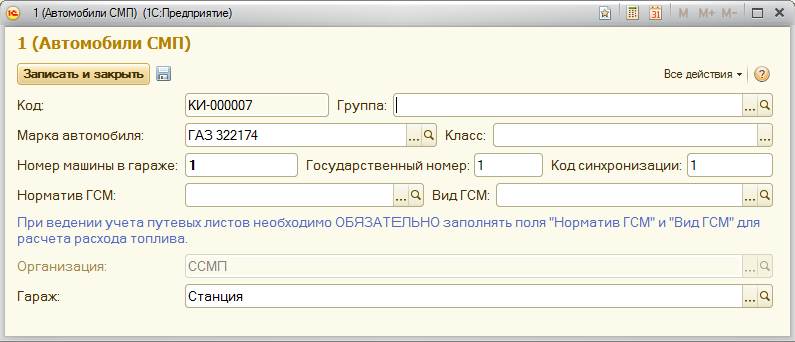 1 (Автомобили СМП) (1С:Предприятие)
M M+ M-
1 (Автомобили СМП)
Записать и закрыть Все действия ?
Код: КИ-000007 Группа: ...
Марка автомобиля: ГАЗ 322174 ... Класс: ...
Номер машины в гараже: 1 Государственный номер: 1 Код синхронизации: 1
Норматив ГСМ: ... Вид ГСМ: ...
При ведении учета путевых листов необходимо ОБЯЗАТЕЛЬНО заполнять поля "Норматив ГСМ" и "Вид ГСМ" для
расчета расхода топлива.
Организация: ССМП ...
Гараж: Станция ...